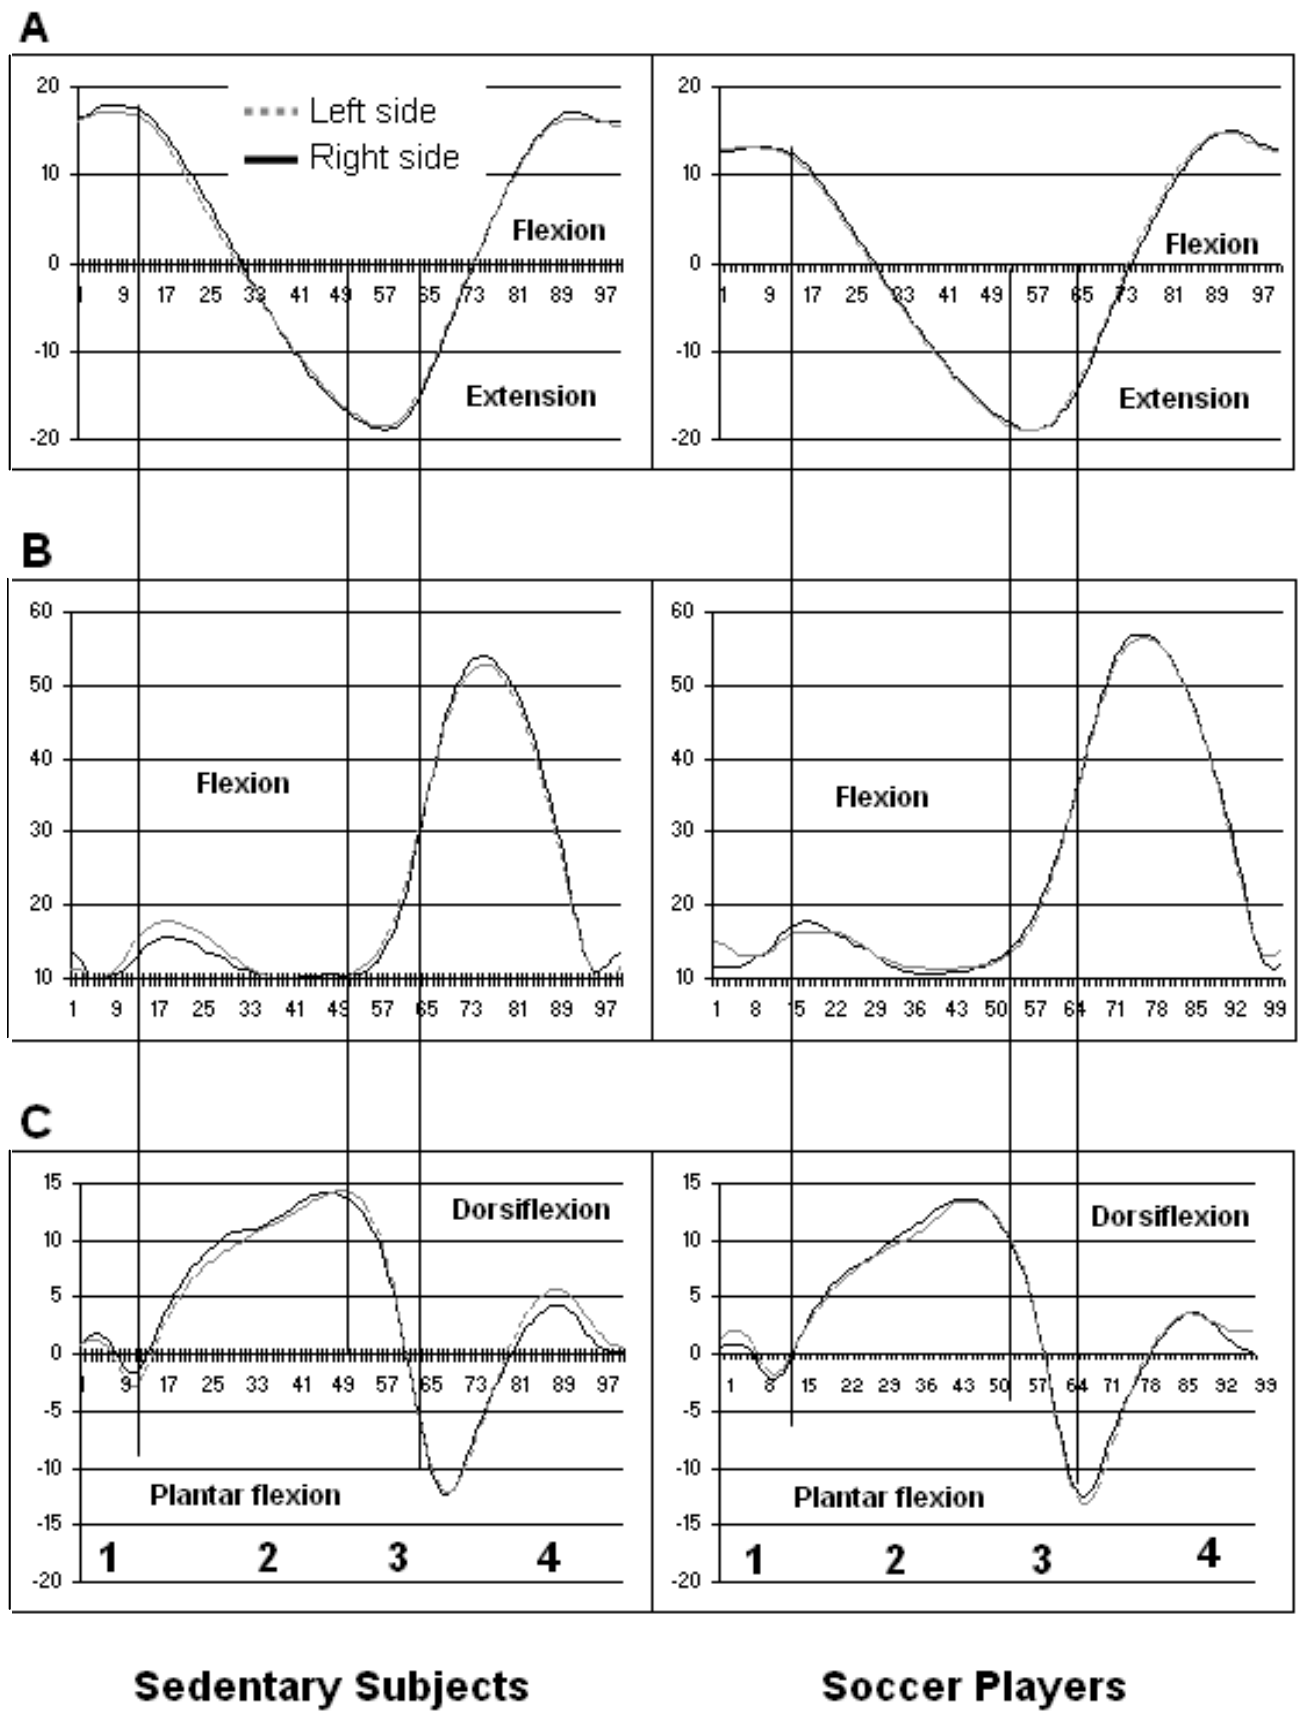 A
20 20
Left side
Right side
10 10
Flexion Flexion
0 0
1 9 17 25 33 41 49 57 65 73 81 89 97 1 9 17 25 33 41 49 57 65 73 81 89 97
-10 -10
Extension Extension
-20 -20
B
60 60
50 50
40 40
Flexion Flexion
30 30
20 20
10 10
1 9 17 25 33 41 49 57 65 73 81 89 97 1 8 15 22 29 36 43 50 57 64 71 78 85 92 99
C
15 15
Dorsiflexion Dorsiflexion
10 10
5 5
0 0
1 9 17 25 33 41 49 57 65 73 81 89 97 1 8 15 22 29 36 43 50 57 64 71 78 85 92 99
-5 -5
-10 -10
Plantar flexion Plantar flexion
-15 -15
1 2 3 4 1 2 3 4
-20 -20
Sedentary Subjects Soccer Players